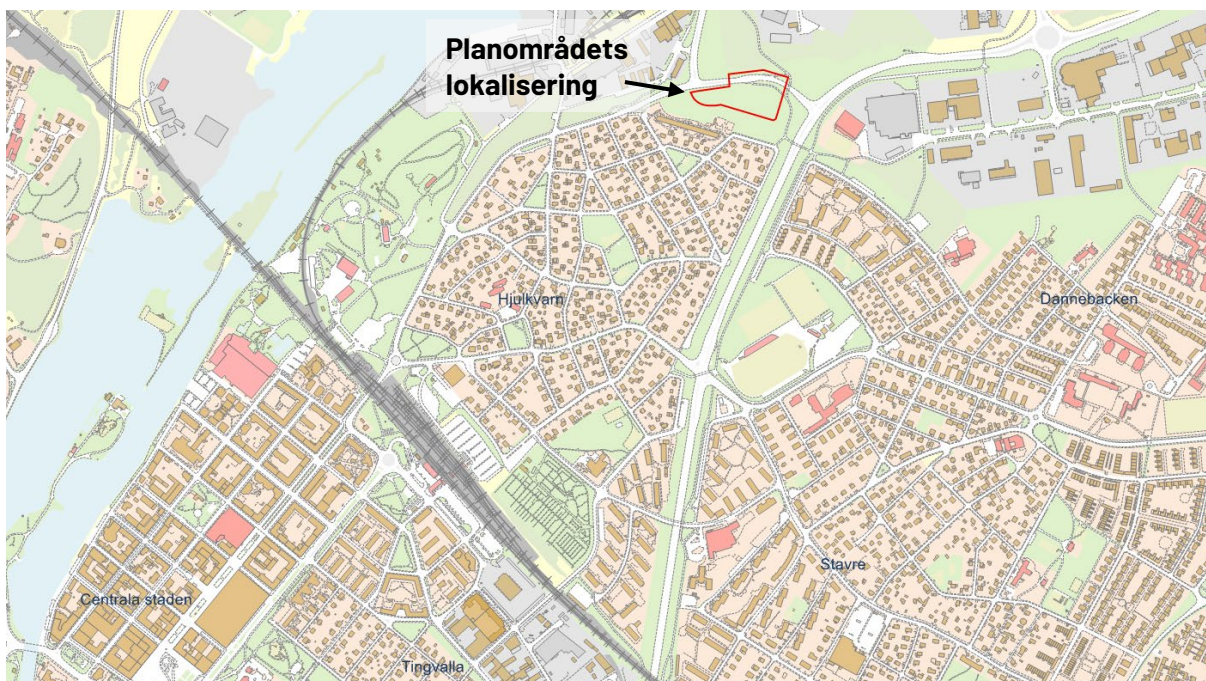 Planområdets
lokalisering
Hjulkvarn
Dannebacken
Centrala staden
Stavre
Tingvalla